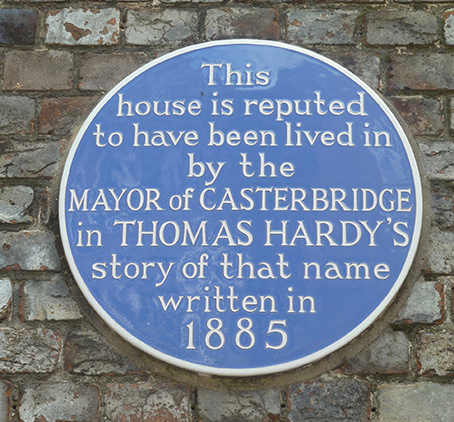 This
house is reputed
to have been lived in
by the
MAYOR of CASTERBRIDGE
in THOMAS HARDY'S
story of that name
written in
1885